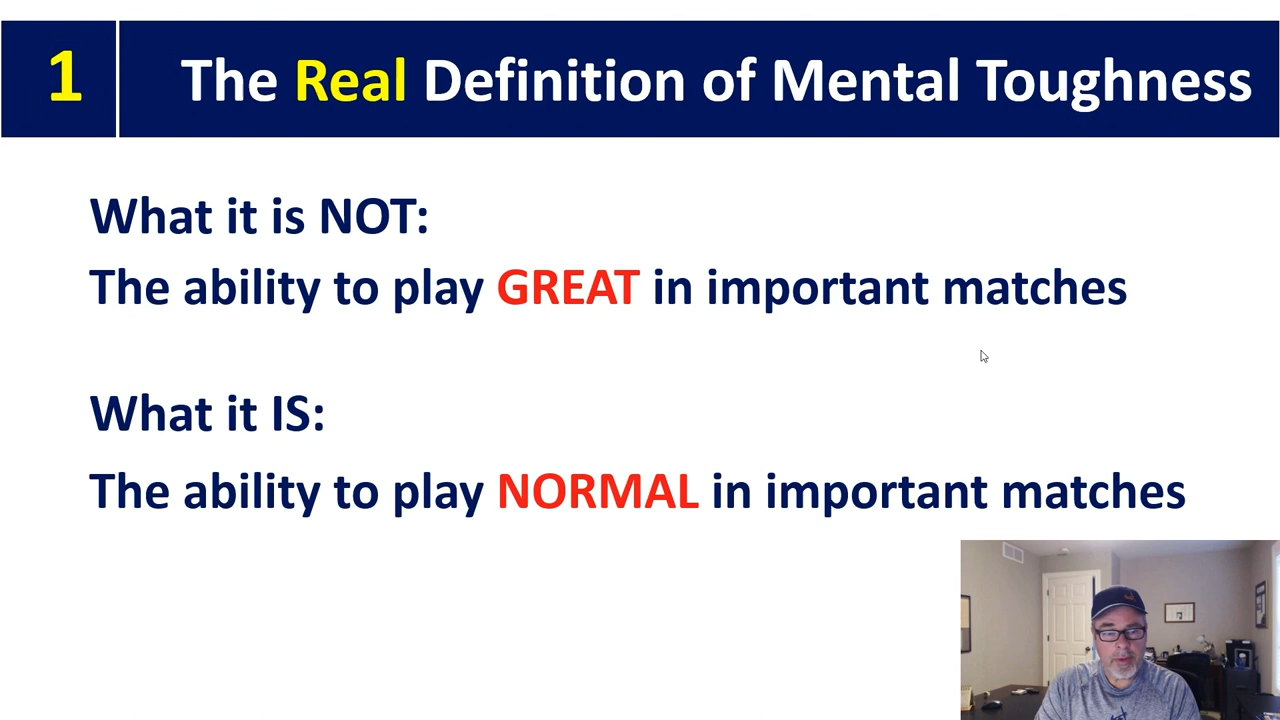 1
The Real Definition of Mental Toughness
What it is NOT:
The ability to play GREAT in important matches
What it IS:
The ability to play NORMAL in important matches